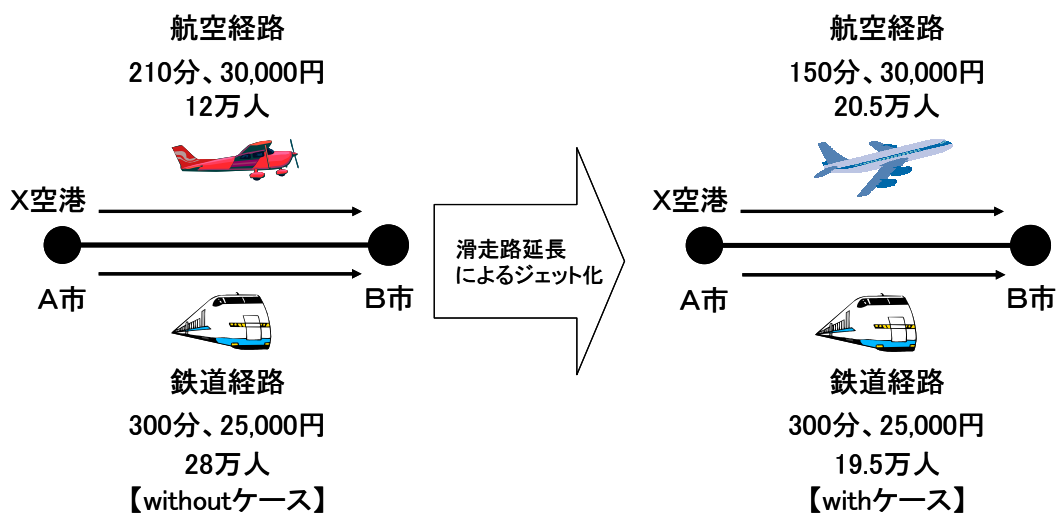 航空経路
210分、30,000円
12万人
X空港
A市
B市
鉄道経路
300分、25,000円
28万人
【withoutケース】
滑走路延長
によるジェット化
航空経路
150分、30,000円
20.5万人
X空港
A市
B市
鉄道経路
300分、25,000円
19.5万人
【withケース】